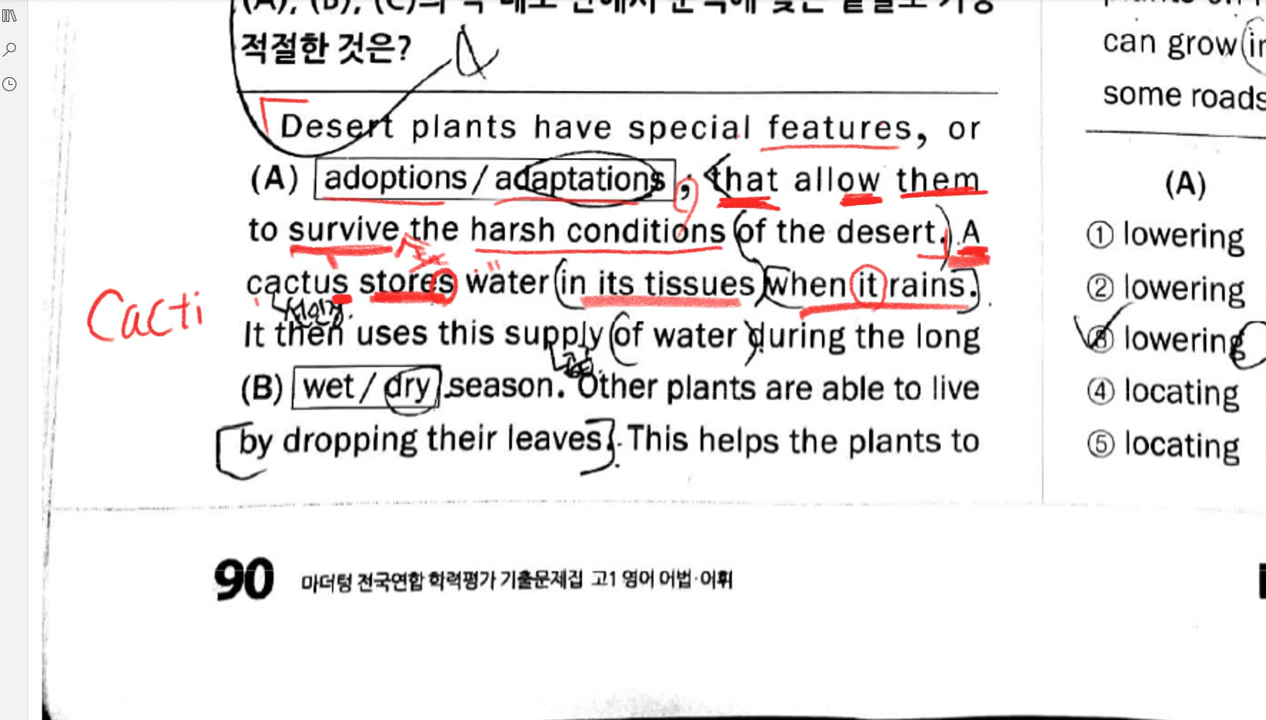 적절한 것은?
Desert plants have special features, or
(A) adoptions / adaptations, that allow them
to survive the harsh conditions of the desert. A
cactus stores water in its tissues when it rains.
Cacti
It then uses this supply of water during the long
(B) wet / dry season. Other plants are able to live
by dropping their leaves. This helps the plants to
90 마더텅 전국연합 학력평가 기출문제집 고1 영어 어법·어휘
can grow
some roads
(A)
① lowering
② lowering
③ lowering
④ locating
⑤ locating